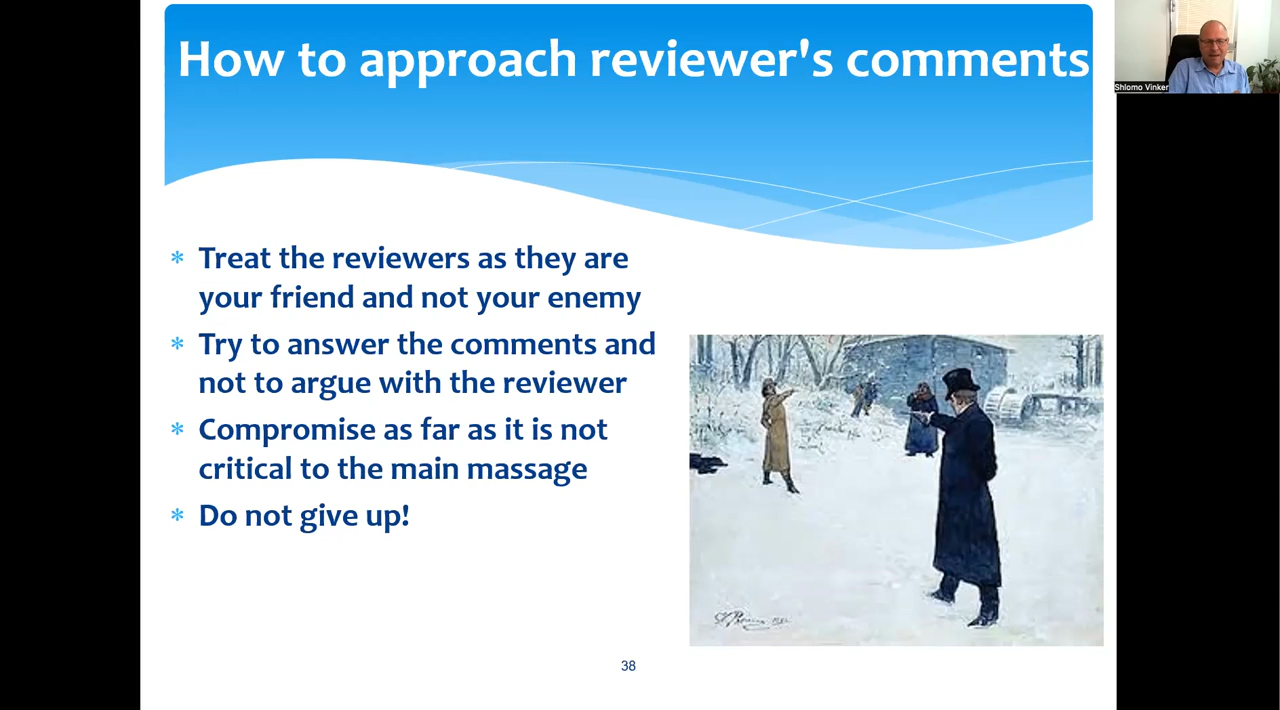 How to approach reviewer's comments
Shlomo Vinker
* Treat the reviewers as they are
your friend and not your enemy
* Try to answer the comments and
not to argue with the reviewer
* Compromise as far as it is not
critical to the main massage
* Do not give up!
38